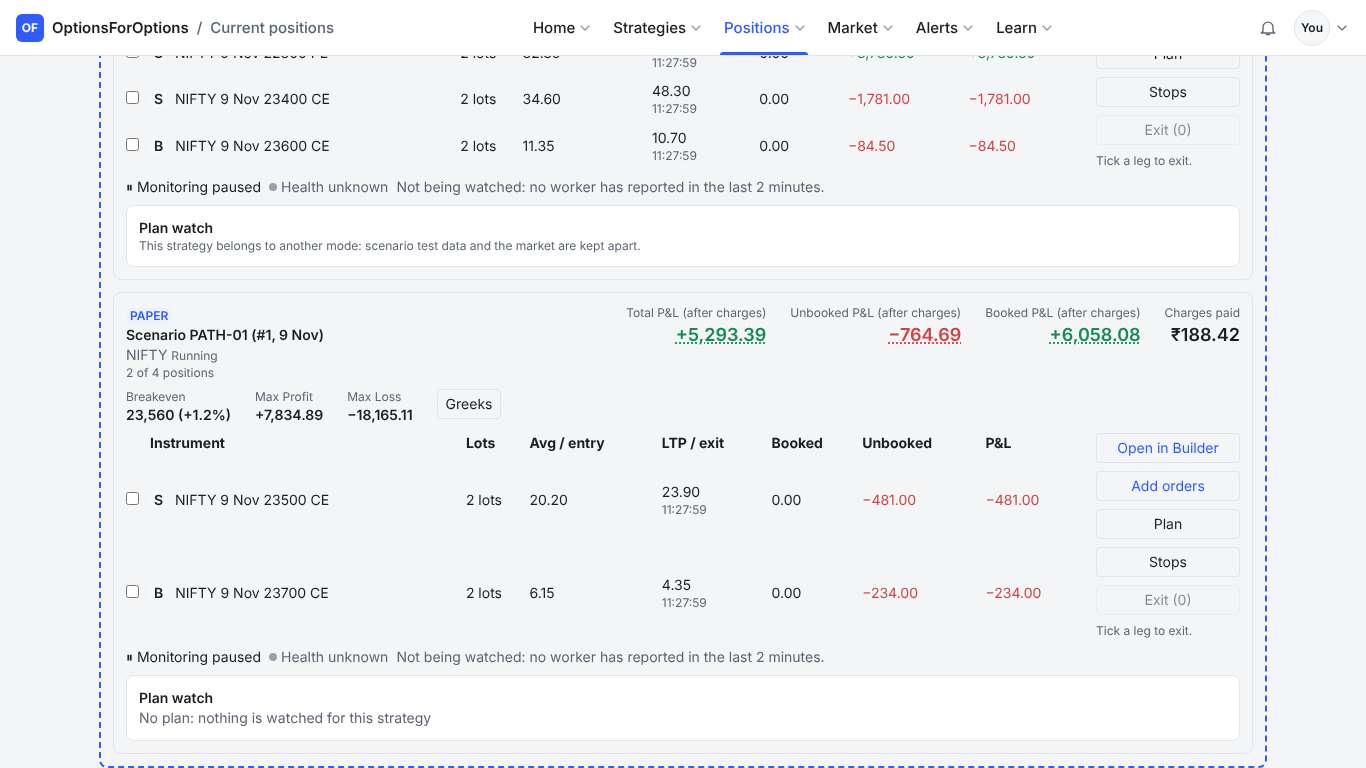 OF OptionsForOptions / Current positions Home Strategies Positions Market Alerts Learn You
11:27:59
S NIFTY 9 Nov 23400 CE 2 lots 34.60 48.30 0.00 −1,781.00 −1,781.00 Stops
11:27:59
Exit (0)
B NIFTY 9 Nov 23600 CE 2 lots 11.35 10.70 0.00 −84.50 −84.50
11:27:59
Tick a leg to exit.
Monitoring paused Health unknown Not being watched: no worker has reported in the last 2 minutes.
Plan watch
This strategy belongs to another mode: scenario test data and the market are kept apart.
PAPER Total P&L (after charges) Unbooked P&L (after charges) Booked P&L (after charges) Charges paid
Scenario PATH-01 (#1, 9 Nov) +5,293.39 −764.69 +6,058.08 ₹188.42
NIFTY Running
2 of 4 positions
Breakeven Max Profit Max Loss
23,560 (+1.2%) +7,834.89 −18,165.11 Greeks
Instrument Lots Avg / entry LTP / exit Booked Unbooked P&L Open in Builder
Add orders
S NIFTY 9 Nov 23500 CE 2 lots 20.20 23.90 0.00 −481.00 −481.00
11:27:59
Plan
Stops
B NIFTY 9 Nov 23700 CE 2 lots 6.15 4.35 0.00 −234.00 −234.00
11:27:59
Exit (0)
Tick a leg to exit.
Monitoring paused Health unknown Not being watched: no worker has reported in the last 2 minutes.
Plan watch
No plan: nothing is watched for this strategy